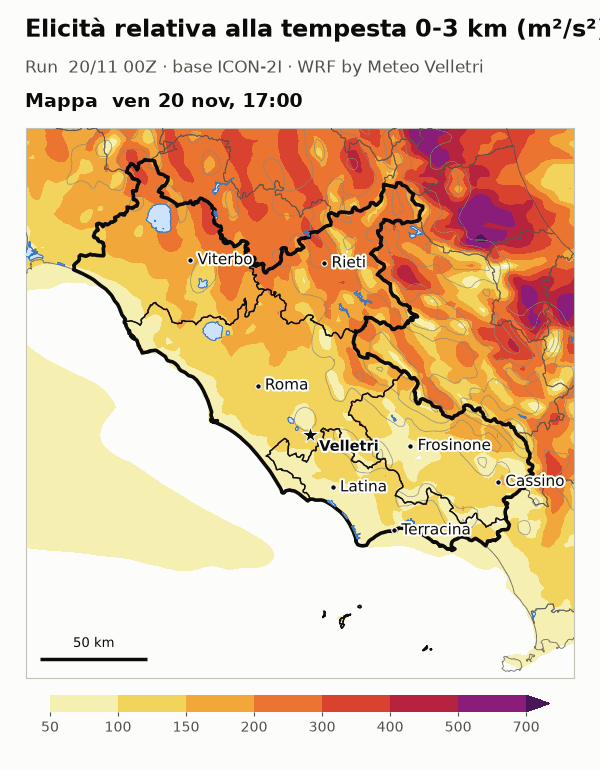 Elicità relativa alla tempesta 0-3 km (m²/s²)
Run  20/11 00Z · base ICON-2I · WRF by Meteo Velletri
Mappa  ven 20 nov, 17:00
Viterbo
Rieti
Roma
Velletri
Frosinone
Cassino
Latina
Terracina
50 km
50 100 150 200 300 400 500 700